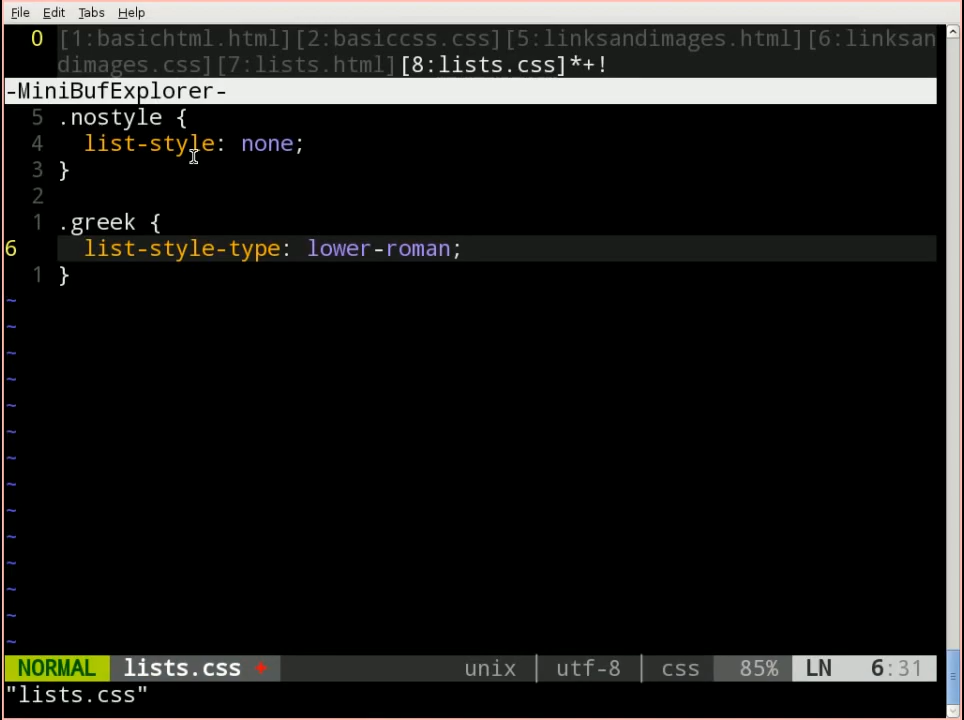 File Edit Tabs Help
0 [1:basichtml.html][2:basiccss.css][5:linksandimages.html][6:linksan
dimages.css][7:lists.html][8:lists.css]*+!
-MiniBufExplorer-
5 .nostyle {
4 list-style: none;
3 }
2
1 .greek {
6 list-style-type: lower-roman;
1 }
~
~
~
~
~
~
~
~
~
~
~
~
~
~
NORMAL lists.css + unix | utf-8 | css 85% LN 6:31
"lists.css"